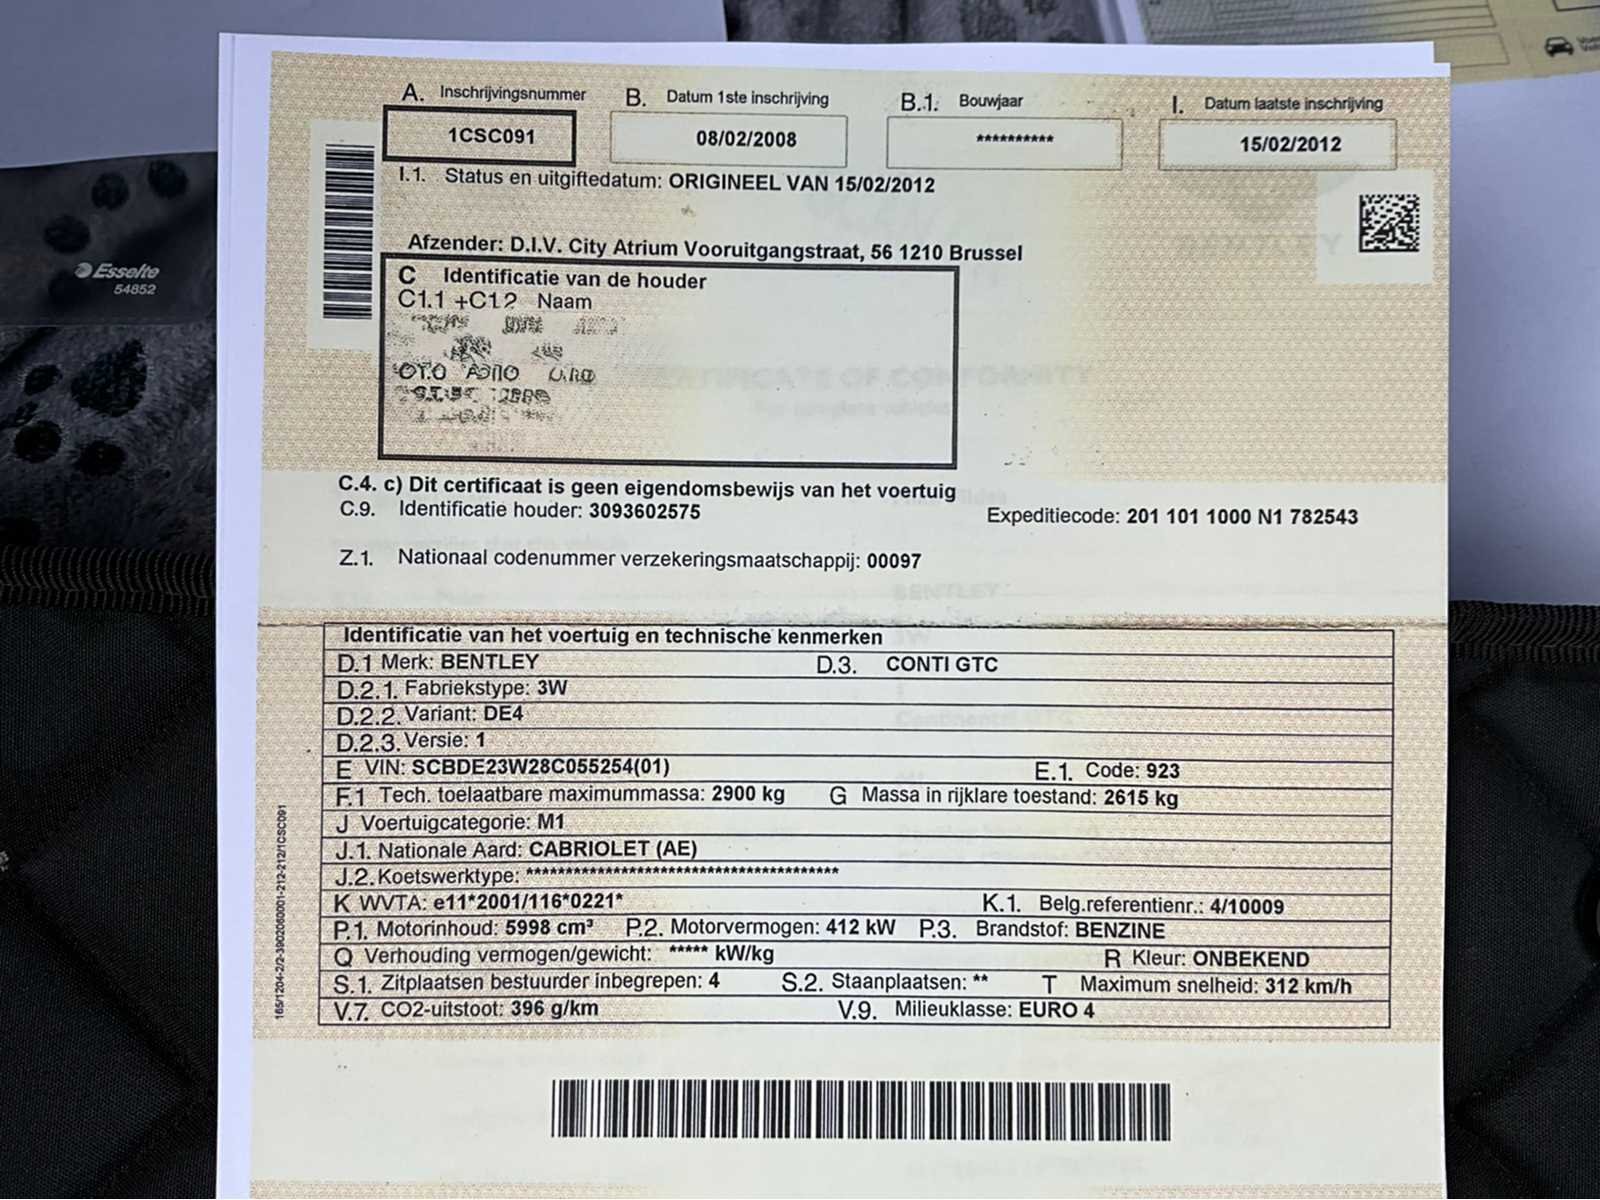 A. Inschrijvingsnummer B. Datum 1ste inschrijving B.1. Bouwjaar I. Datum laatste inschrijving
1CSC091 08/02/2008 ********** 15/02/2012
I.1. Status en uitgiftedatum: ORIGINEEL VAN 15/02/2012
Afzender: D.I.V. City Atrium Vooruitgangstraat, 56 1210 Brussel
C Identificatie van de houder
C1.1 +C1.2 Naam
Esselte
54852
C.4. c) Dit certificaat is geen eigendomsbewijs van het voertuig
C.9. Identificatie houder: 3093602575 Expeditiecode: 201 101 1000 N1 782543
Z.1. Nationaal codenummer verzekeringsmaatschappij: 00097
Identificatie van het voertuig en technische kenmerken
D.1 Merk: BENTLEY D.3. CONTI GTC
D.2.1. Fabriekstype: 3W
D.2.2. Variant: DE4
D.2.3. Versie: 1
E VIN: SCBDE23W28C055254(01) E.1. Code: 923
F.1 Tech. toelaatbare maximummassa: 2900 kg G Massa in rijklare toestand: 2615 kg
J Voertuigcategorie: M1
J.1. Nationale Aard: CABRIOLET (AE)
J.2. Koetswerktype: ****************************************
K WVTA: e11*2001/116*0221* K.1. Belg.referentienr.: 4/10009
P.1. Motorinhoud: 5998 cm³ P.2. Motorvermogen: 412 kW P.3. Brandstof: BENZINE
Q Verhouding vermogen/gewicht: ***** kW/kg R Kleur: ONBEKEND
S.1. Zitplaatsen bestuurder inbegrepen: 4 S.2. Staanplaatsen: ** T Maximum snelheid: 312 km/h
V.7. CO2-uitstoot: 396 g/km V.9. Milieuklasse: EURO 4